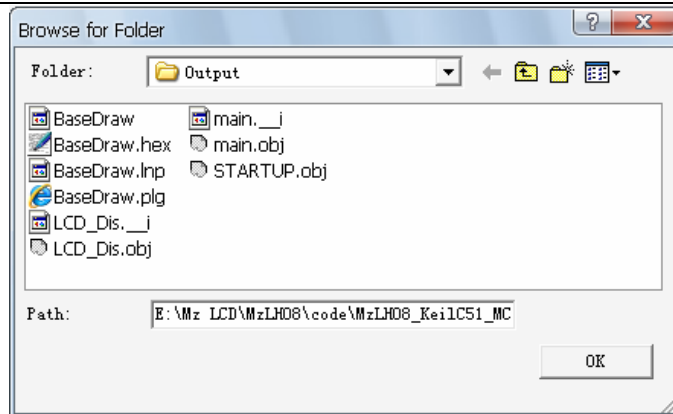 Browse for Folder
Folder: Output
BaseDraw
BaseDraw.hex
BaseDraw.lnp
BaseDraw.plg
LCD_Dis.__i
LCD_Dis.obj
main.__i
main.obj
STARTUP.obj
Path: E:\Mz LCD\MzLH08\code\MzLH08_KeilC51_MC
OK